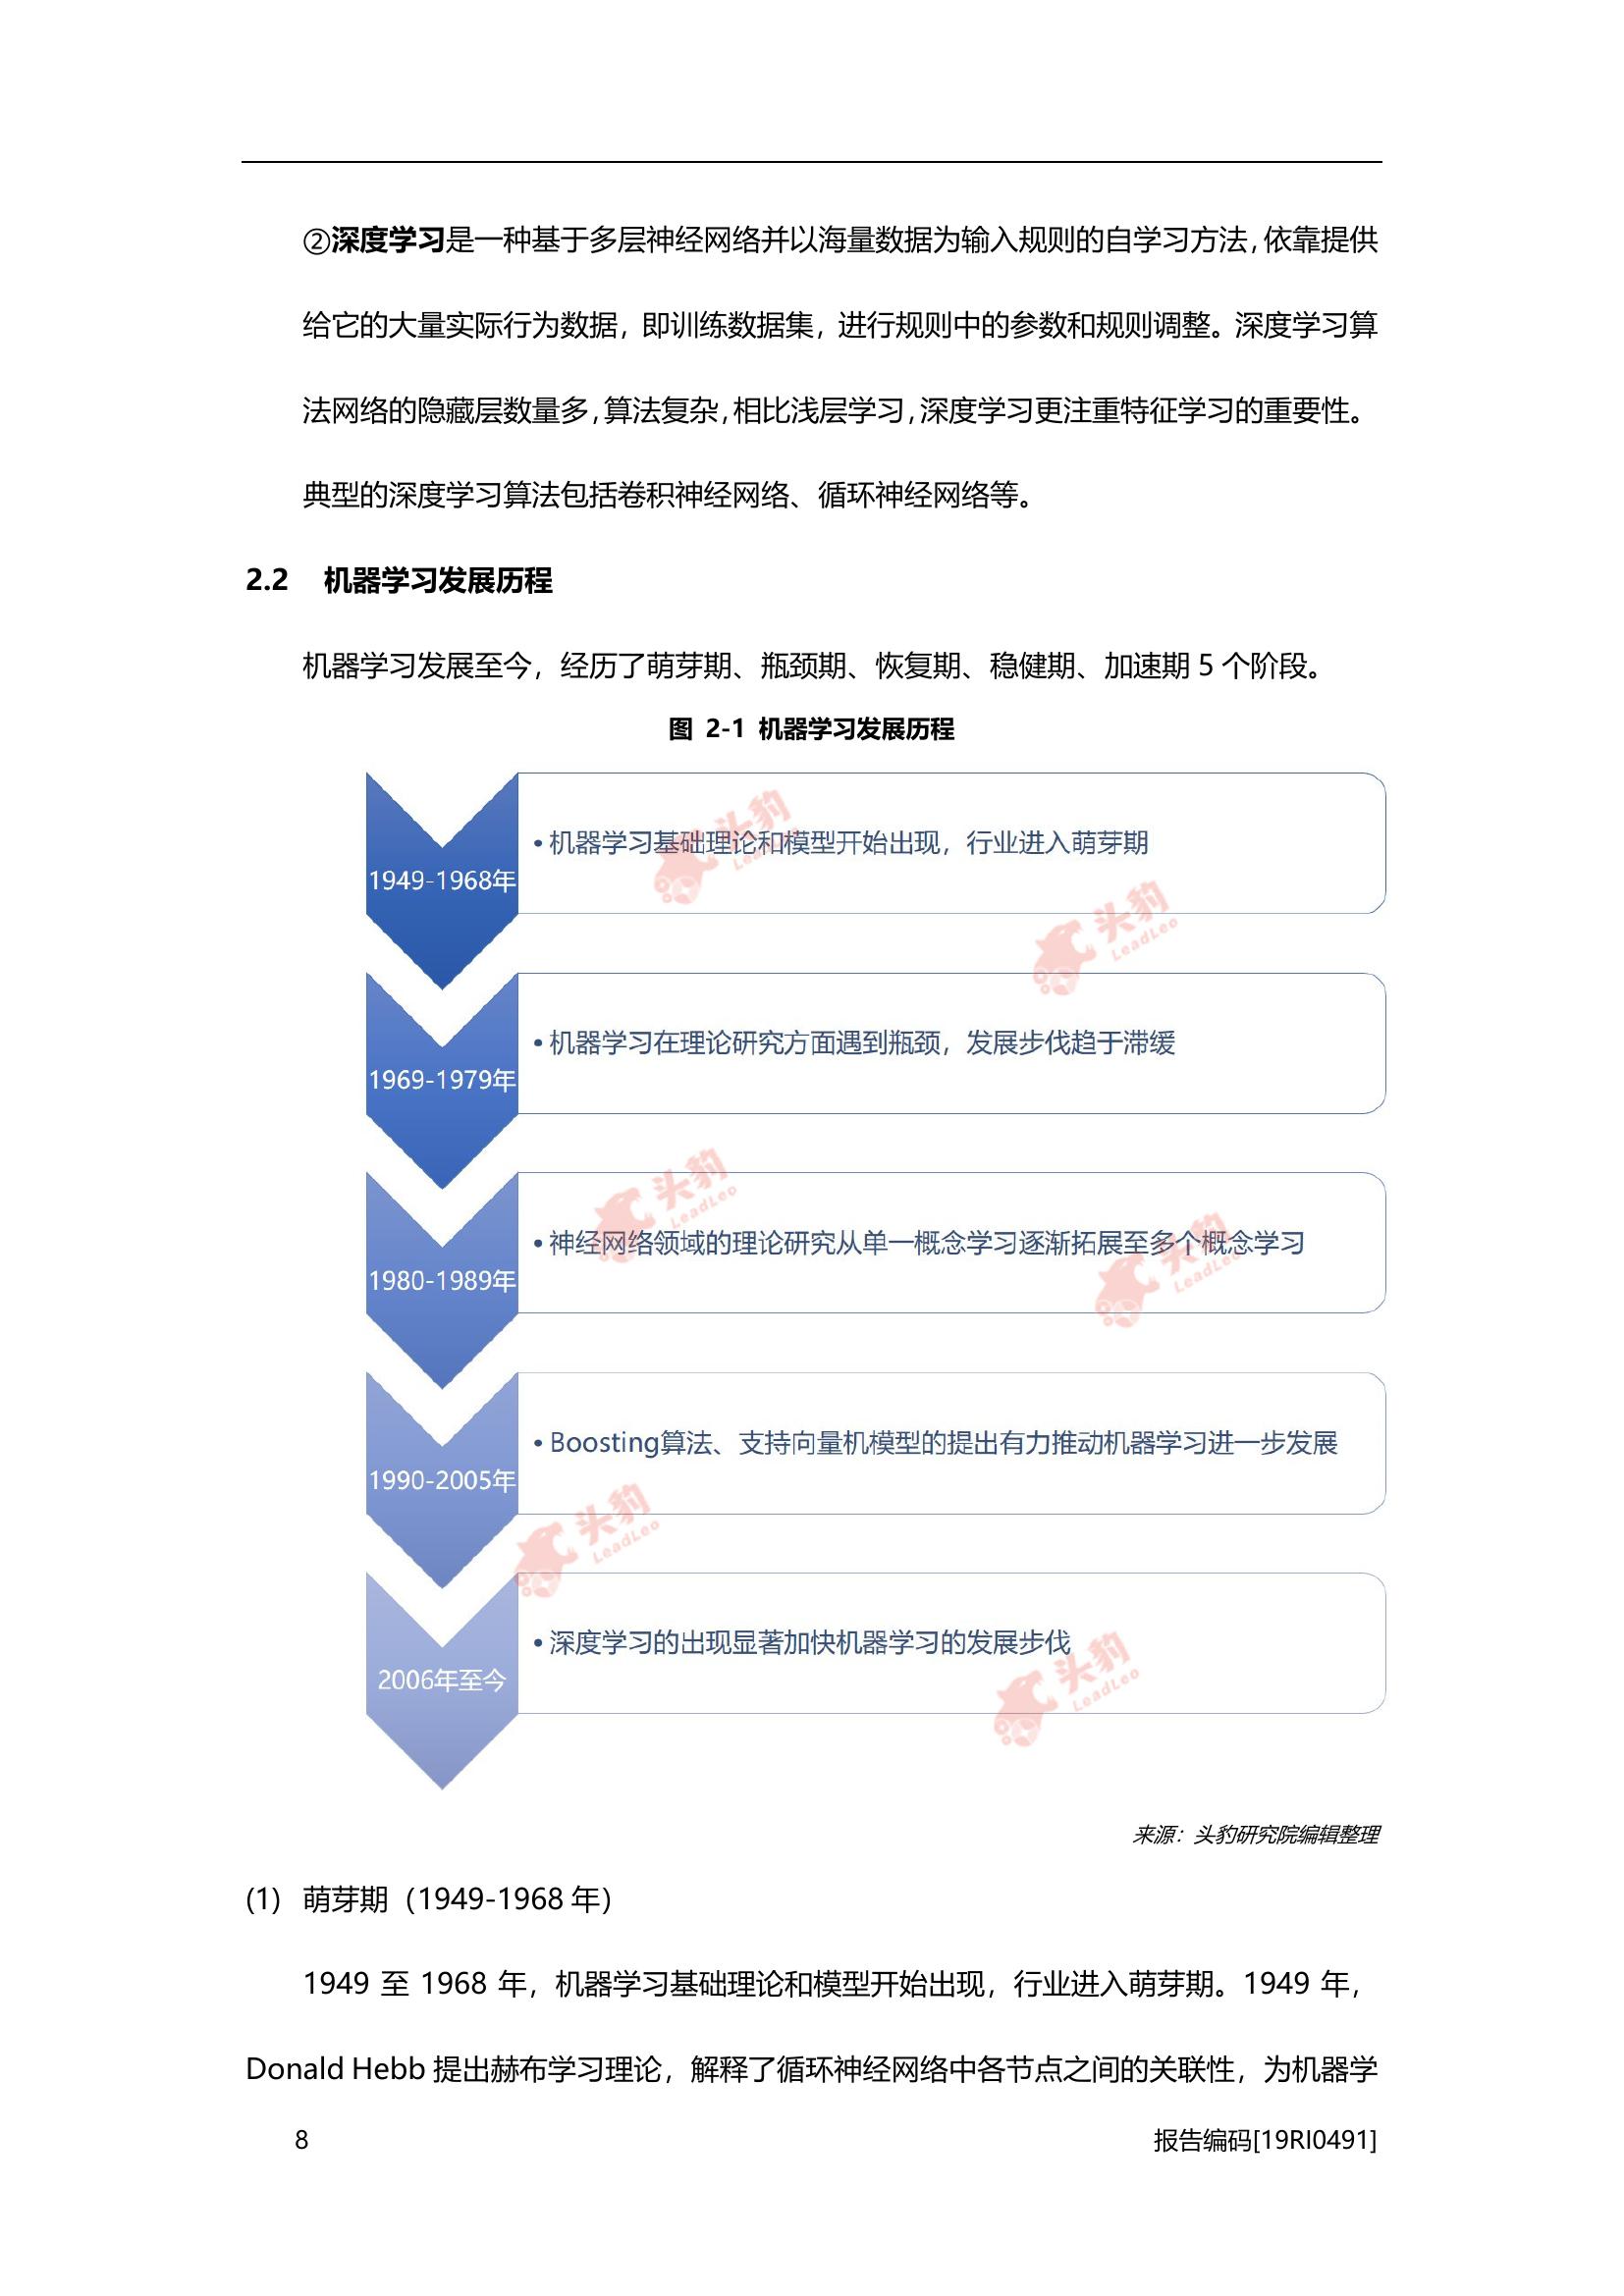 ②深度学习是一种基于多层神经网络并以海量数据为输入规则的自学习方法，依靠提供
给它的大量实际行为数据，即训练数据集，进行规则中的参数和规则调整。深度学习算
法网络的隐藏层数量多，算法复杂，相比浅层学习，深度学习更注重特征学习的重要性。
典型的深度学习算法包括卷积神经网络、循环神经网络等。
2.2 机器学习发展历程
机器学习发展至今，经历了萌芽期、瓶颈期、恢复期、稳健期、加速期 5 个阶段。
图 2-1 机器学习发展历程
1949-1968年
•机器学习基础理论和模型开始出现，行业进入萌芽期
头豹
LeadLeo
头豹
LeadLeo
1969-1979年
•机器学习在理论研究方面遇到瓶颈，发展步伐趋于滞缓
头豹
LeadLeo
1980-1989年
•神经网络领域的理论研究从单一概念学习逐渐拓展至多个概念学习
头豹
LeadLeo
1990-2005年
•Boosting算法、支持向量机模型的提出有力推动机器学习进一步发展
头豹
LeadLeo
2006年至今
•深度学习的出现显著加快机器学习的发展步伐
头豹
LeadLeo
来源：头豹研究院编辑整理
(1) 萌芽期（1949-1968 年）
1949 至 1968 年，机器学习基础理论和模型开始出现，行业进入萌芽期。1949 年，
Donald Hebb 提出赫布学习理论，解释了循环神经网络中各节点之间的关联性，为机器学
8
报告编码[19RI0491]